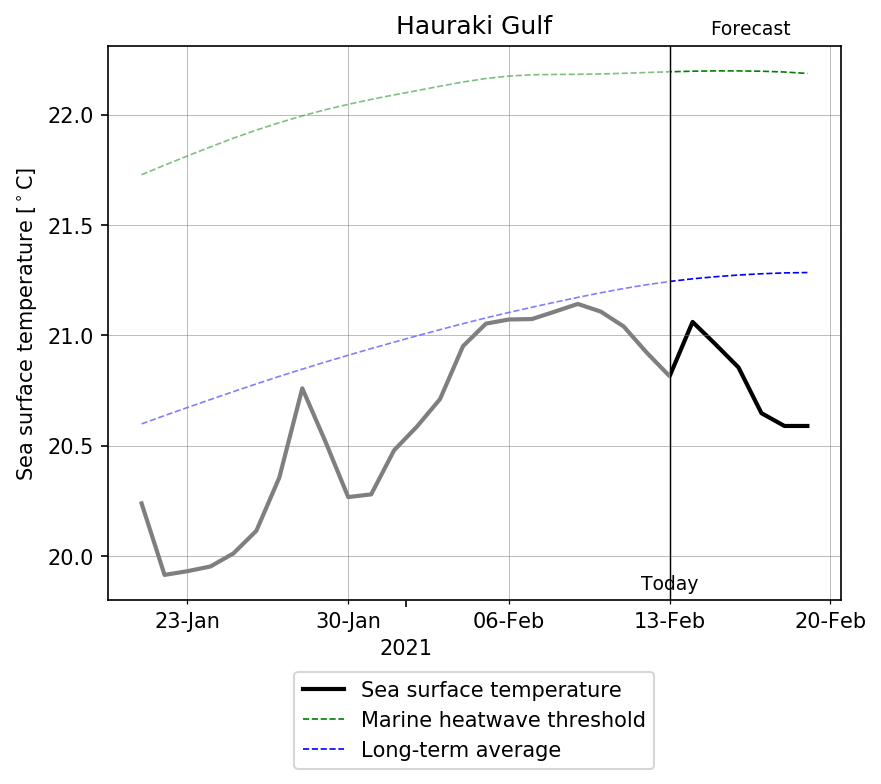 Hauraki Gulf
Forecast
Sea surface temperature [°C]
22.0
21.5
21.0
20.5
20.0
Today
23-Jan 30-Jan 06-Feb 13-Feb 20-Feb
2021
Sea surface temperature
Marine heatwave threshold
Long-term average